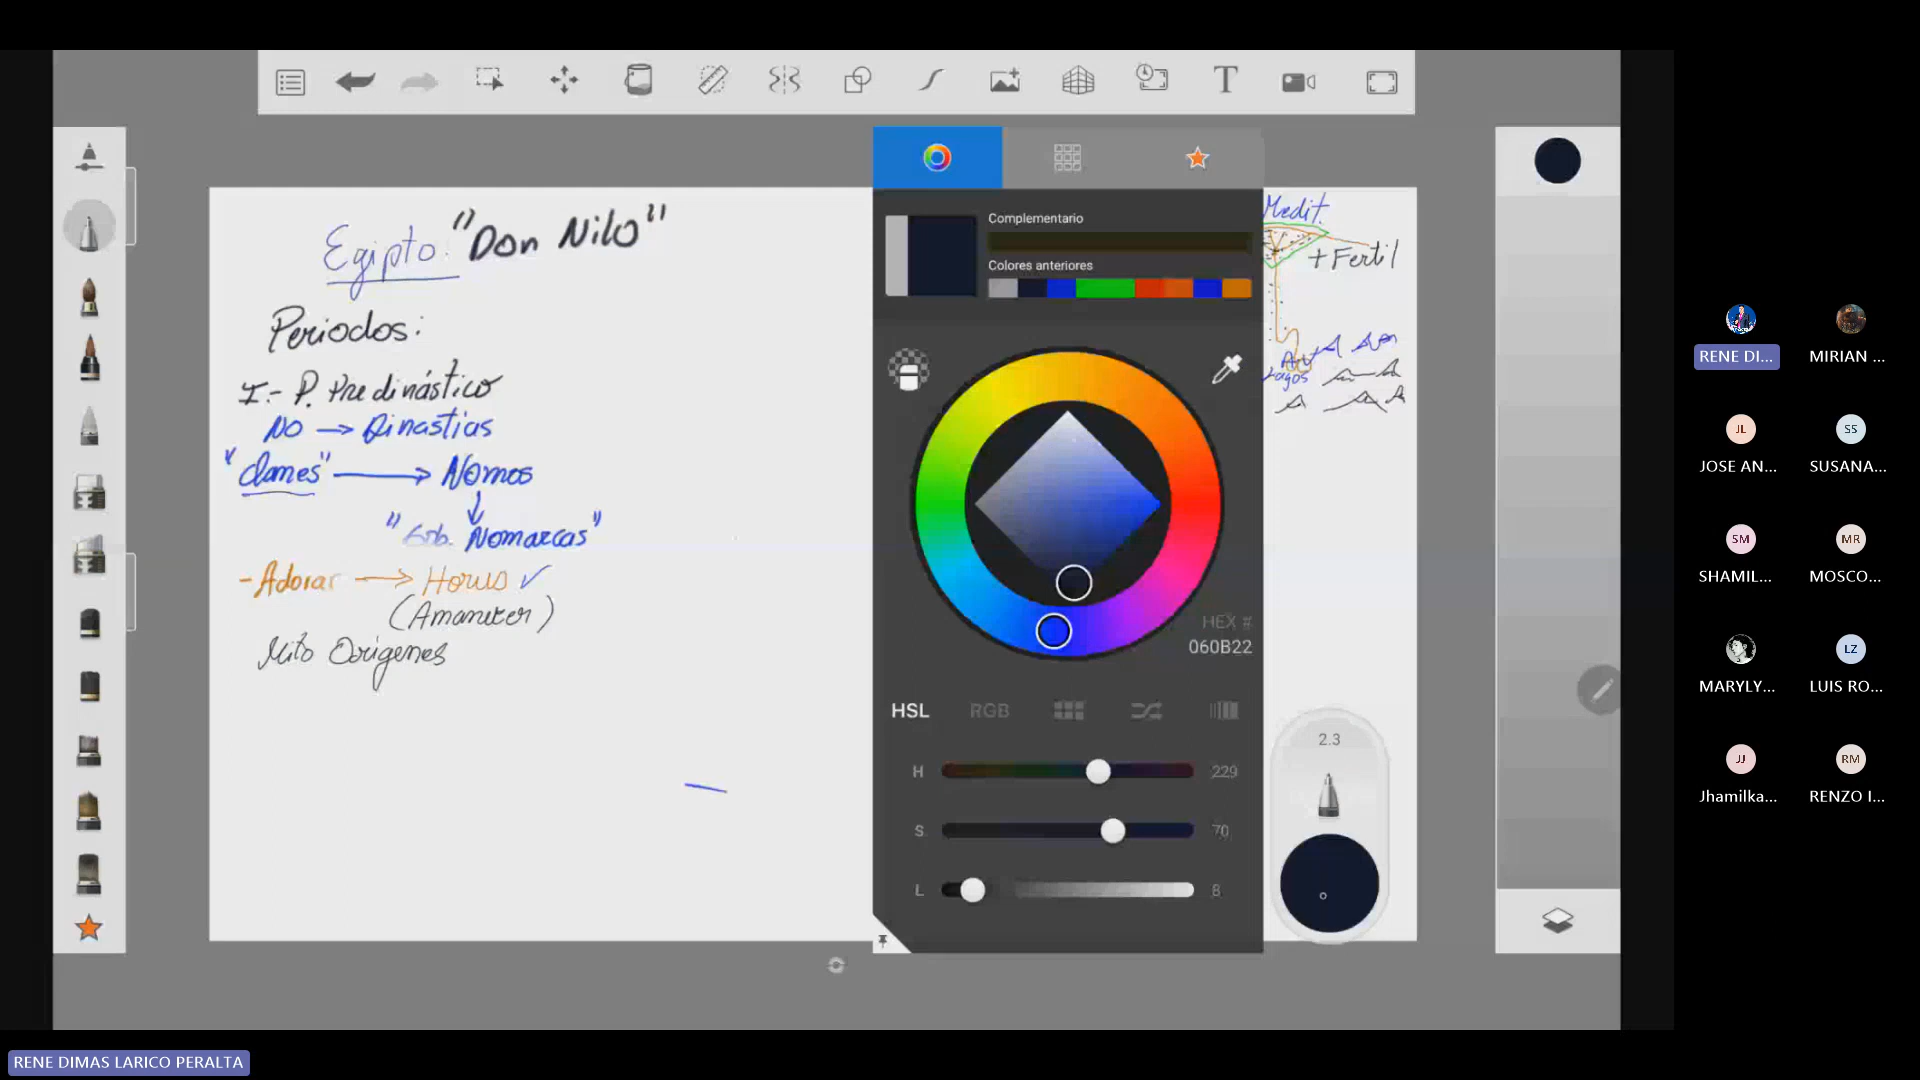 Egipto: "Don Nilo"
Periodos:
I.- P. Predinástico
NO → Dinastias
"clanes" → Nomos
↓
"Gob. Nomarcas"
- Adorar → Horus ✓
(Amanecer)
Mito Origenes
Medit.
+ Fertil
Lagos
Complementario
Colores anteriores
HEX #
060B22
HSL RGB
H 229
S 70
L 8
2.3
T
RENE DI... MIRIAN ...
JL SS
JOSE AN... SUSANA...
SM MR
SHAMIL... MOSCO...
LZ
MARYLY... LUIS RO...
JJ RM
Jhamilka... RENZO I...
RENE DIMAS LARICO PERALTA